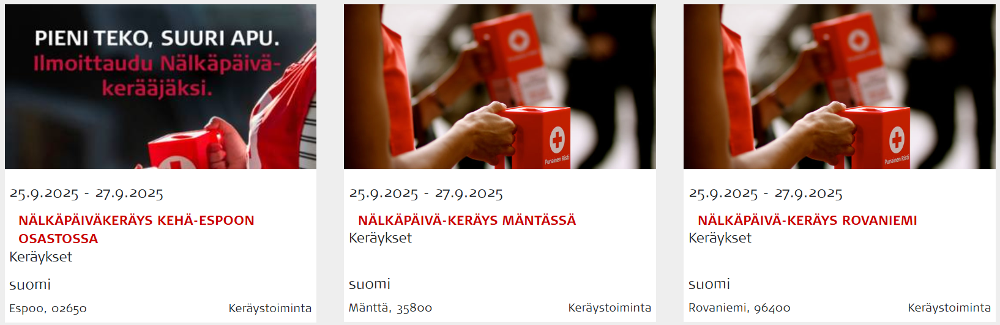 PIENI TEKO, SUURI APU.
Ilmoittaudu Nälkäpäivä-
kerääjäksi.
25.9.2025 - 27.9.2025
NÄLKÄPÄIVÄKERÄYS KEHÄ-ESPOON
OSASTOSSA
Keräykset
suomi
Espoo, 02650
Keräystoiminta
Punainen Risti
25.9.2025 - 27.9.2025
NÄLKÄPÄIVÄ-KERÄYS MÄNTÄSSÄ
Keräykset
suomi
Mänttä, 35800
Keräystoiminta
Punainen Risti
25.9.2025 - 27.9.2025
NÄLKÄPÄIVÄ-KERÄYS ROVANIEMI
Keräykset
suomi
Rovaniemi, 96400
Keräystoiminta